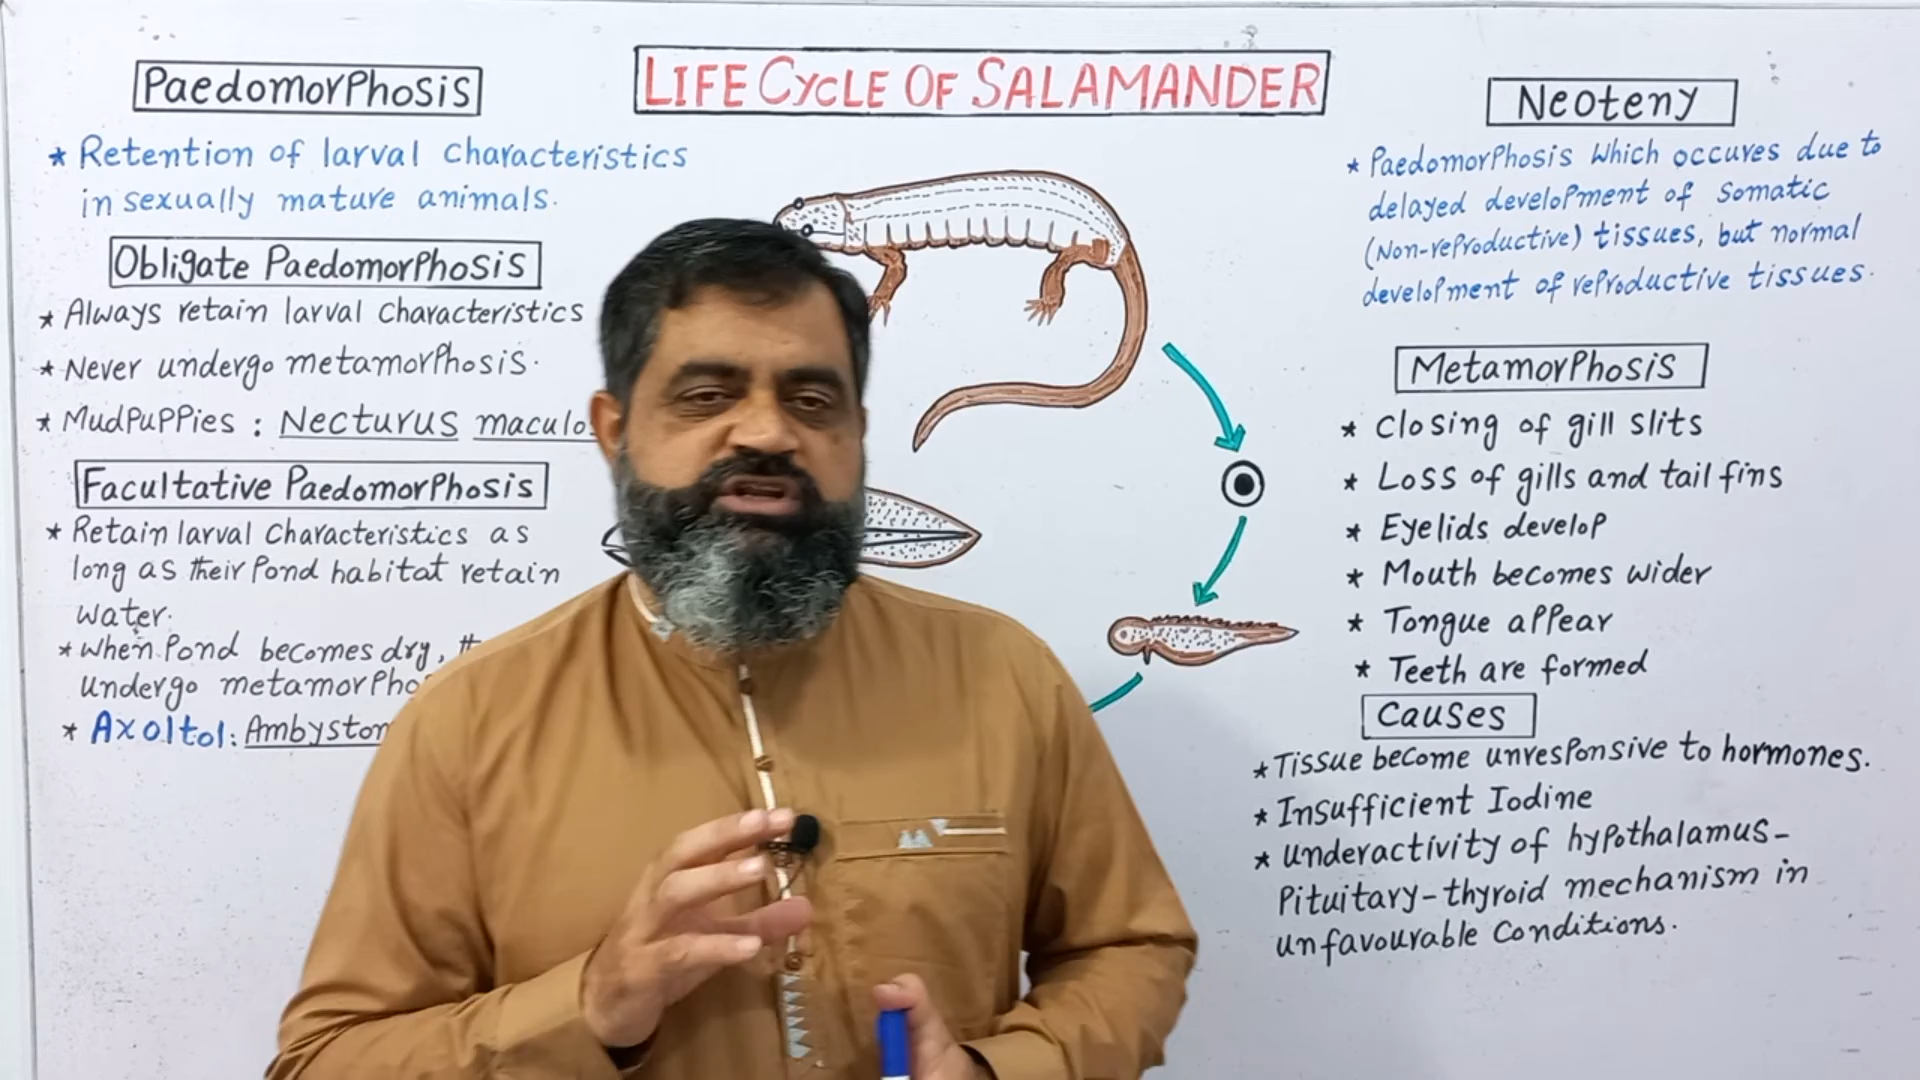 Paedomorphosis
* Retention of larval characteristics
in sexually mature animals.
Obligate Paedomorphosis
* Always retain larval characteristics
* Never undergo metamorphosis.
* Mudpuppies : Necturus
Facultative Paedomorphosis
* Retain larval characteristics as
long as their Pond habitat retain
water.
* When Pond becomes dry,
undergo
* Axoltol:
LIFE CYCLE OF SALAMANDER
Neoteny
* Paedomorphosis which occures due to
delayed development of somatic
(Non-reproductive) tissues, but normal
development of reproductive tissues.
Metamorphosis
* Closing of gill slits
* Loss of gills and tail fins
* Eyelids develop
* Mouth becomes wider
* Tongue appear
* Teeth are formed
Causes
* Tissue become unresponsive to hormones.
* Insufficient Iodine
* Underactivity of hypothalamus-
Pituitary-thyroid mechanism in
unfavourable conditions.